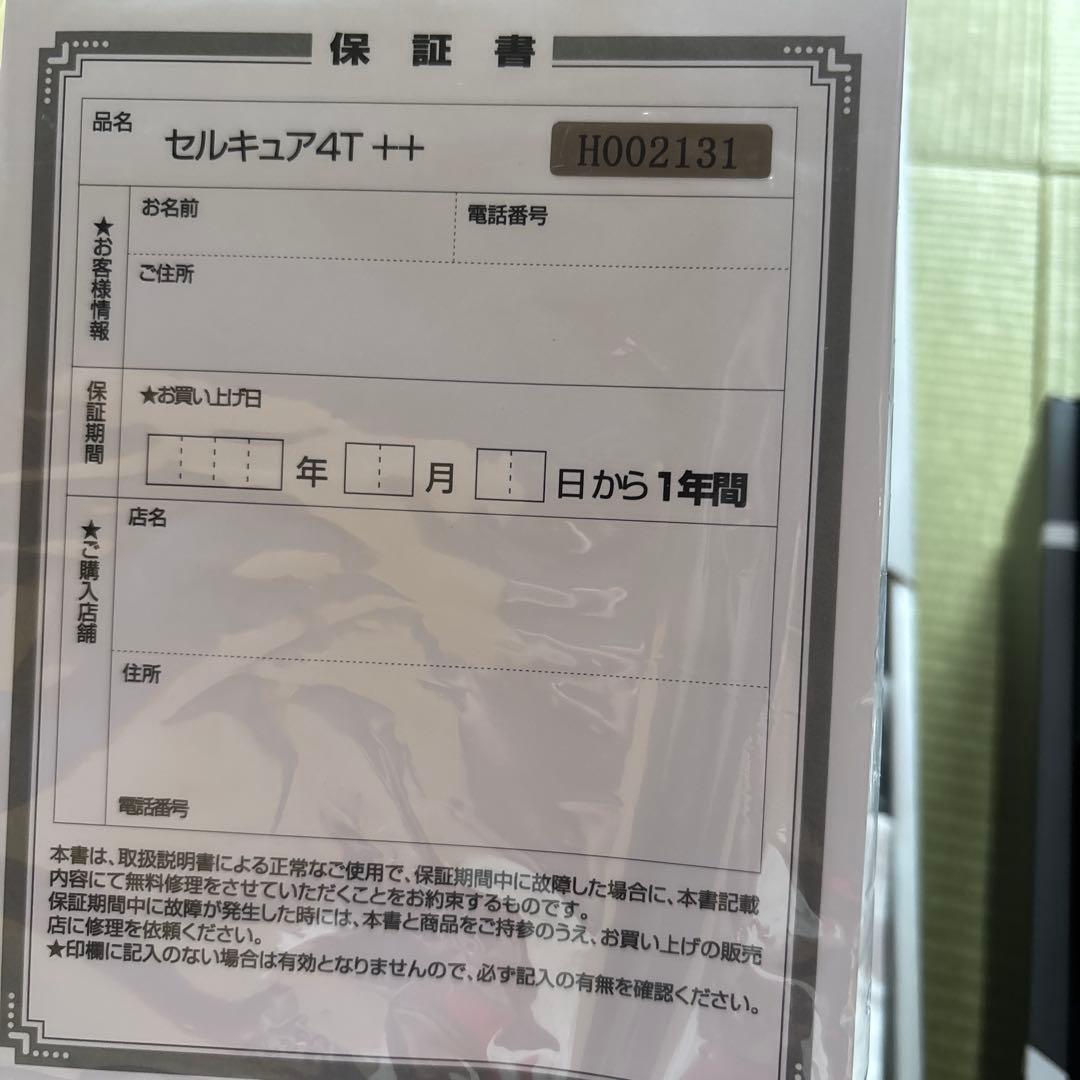 保証書
品名
セルキュア4T ++
H002131
★お客様情報
お名前
電話番号
ご住所
保証期間
★お買い上げ日
年 月 日から1年間
★ご購入店舗
店名
住所
電話番号
本書は、取扱説明書による正常なご使用で、保証期間中に故障した場合に、本書記載
内容にて無料修理をさせていただくことをお約束するものです。
保証期間中に故障が発生した時には、本書と商品をご持参のうえ、お買い上げの販売
店に修理を依頼ください。
★印欄に記入のない場合は有効となりませんので、必ず記入の有無を確認ください。